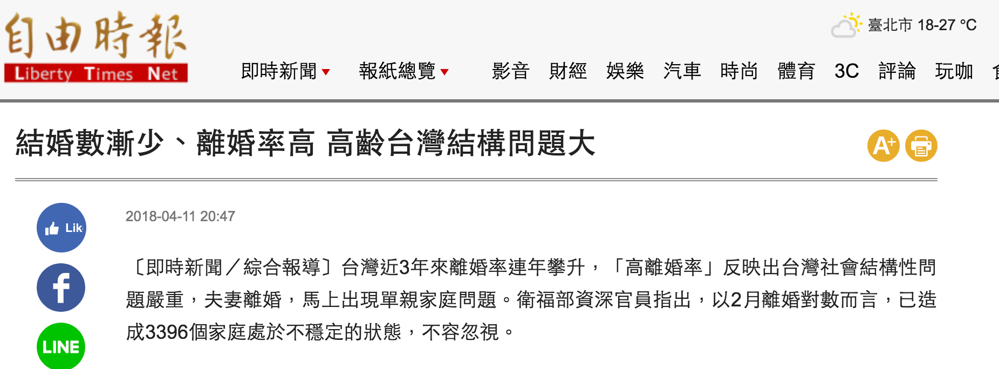 自由時報
Liberty Times Net
臺北市 18-27 °C
即時新聞 報紙總覽 影音 財經 娛樂 汽車 時尚 體育 3C 評論 玩咖
結婚數漸少、離婚率高 高齡台灣結構問題大
A+
Lik
2018-04-11 20:47
f
〔即時新聞／綜合報導〕台灣近3年來離婚率連年攀升，「高離婚率」反映出台灣社會結構性問
題嚴重，夫妻離婚，馬上出現單親家庭問題。衛福部資深官員指出，以2月離婚對數而言，已造
成3396個家庭處於不穩定的狀態，不容忽視。
LINE